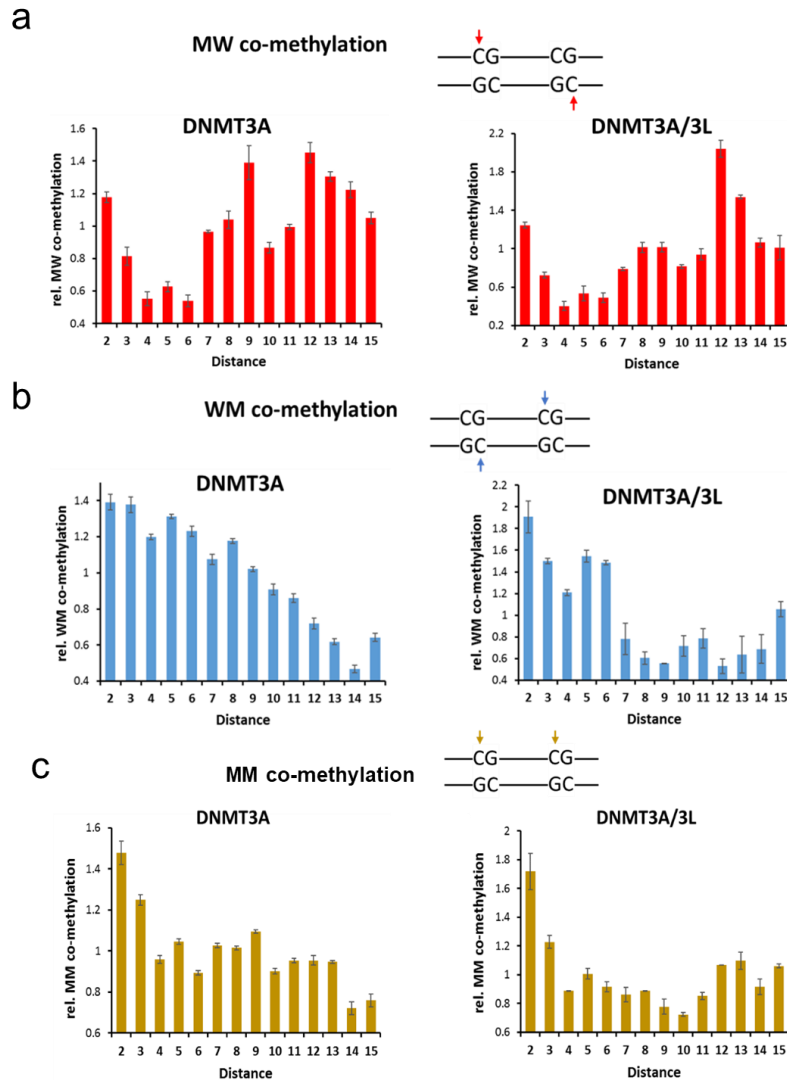 a
MW co-methylation
CG CG
GC GC
DNMT3A
rel. MW co-methylation
1.6
1.4
1.2
1
0.8
0.6
0.4
2 3 4 5 6 7 8 9 10 11 12 13 14 15
Distance
DNMT3A/3L
rel. MW co-methylation
2.2
1.8
1.4
1
0.6
0.2
2 3 4 5 6 7 8 9 10 11 12 13 14 15
Distance
b
WM co-methylation
CG CG
GC GC
DNMT3A
rel. WM co-methylation
1.4
1.2
1
0.8
0.6
0.4
2 3 4 5 6 7 8 9 10 11 12 13 14 15
Distance
DNMT3A/3L
rel. WM co-methylation
2.2
2
1.8
1.6
1.4
1.2
1
0.8
0.6
0.4
2 3 4 5 6 7 8 9 10 11 12 13 14 15
Distance
c
MM co-methylation
CG CG
GC GC
DNMT3A
rel. MM co-methylation
1.6
1.4
1.2
1
0.8
0.6
2 3 4 5 6 7 8 9 10 11 12 13 14 15
Distance
DNMT3A/3L
rel. MM co-methylation
2
1.8
1.6
1.4
1.2
1
0.8
0.6
2 3 4 5 6 7 8 9 10 11 12 13 14 15
Distance